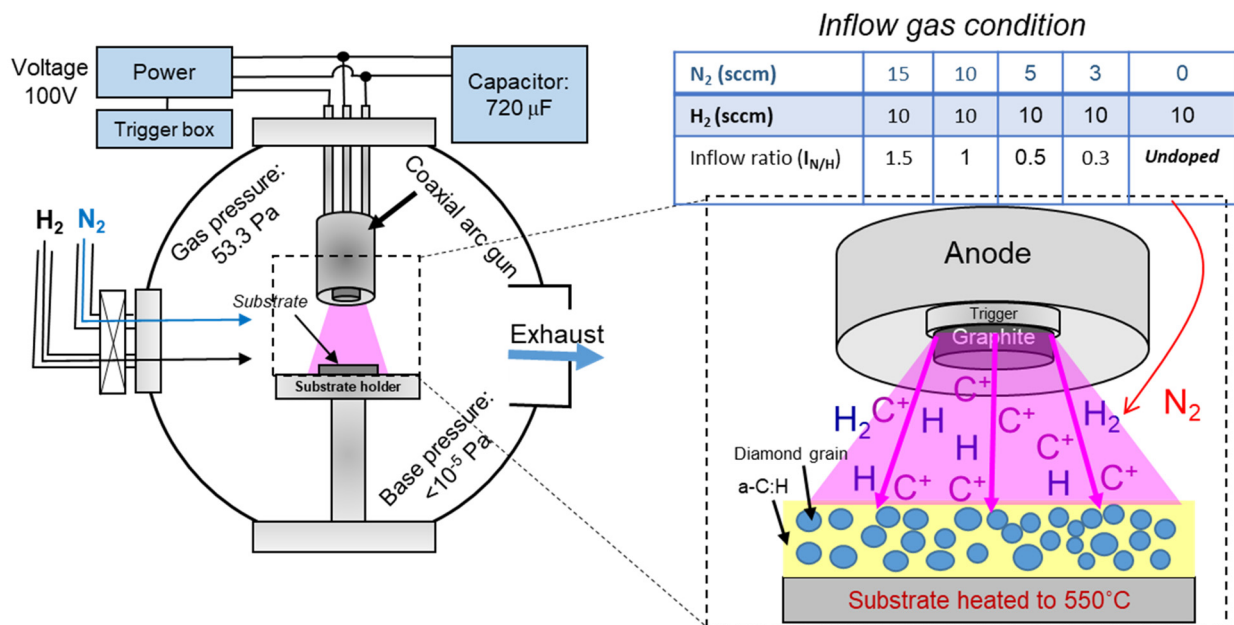 Inflow gas condition
Voltage
100V
Power
Trigger box
Capacitor:
720 μF
N₂ (sccm) 15 10 5 3 0
H₂ (sccm) 10 10 10 10 10
Inflow ratio (I_N/H) 1.5 1 0.5 0.3 Undoped
H₂
N₂
Gas pressure:
53.3 Pa
Coaxial arc gun
Substrate
Exhaust
Substrate holder
Base pressure:
<10⁻⁵ Pa
Anode
Trigger
Graphite
N₂
H₂ C⁺ H C⁺ C⁺ H₂
H C⁺
H C⁺ C⁺ H C⁺
Diamond grain
a-C:H
Substrate heated to 550°C